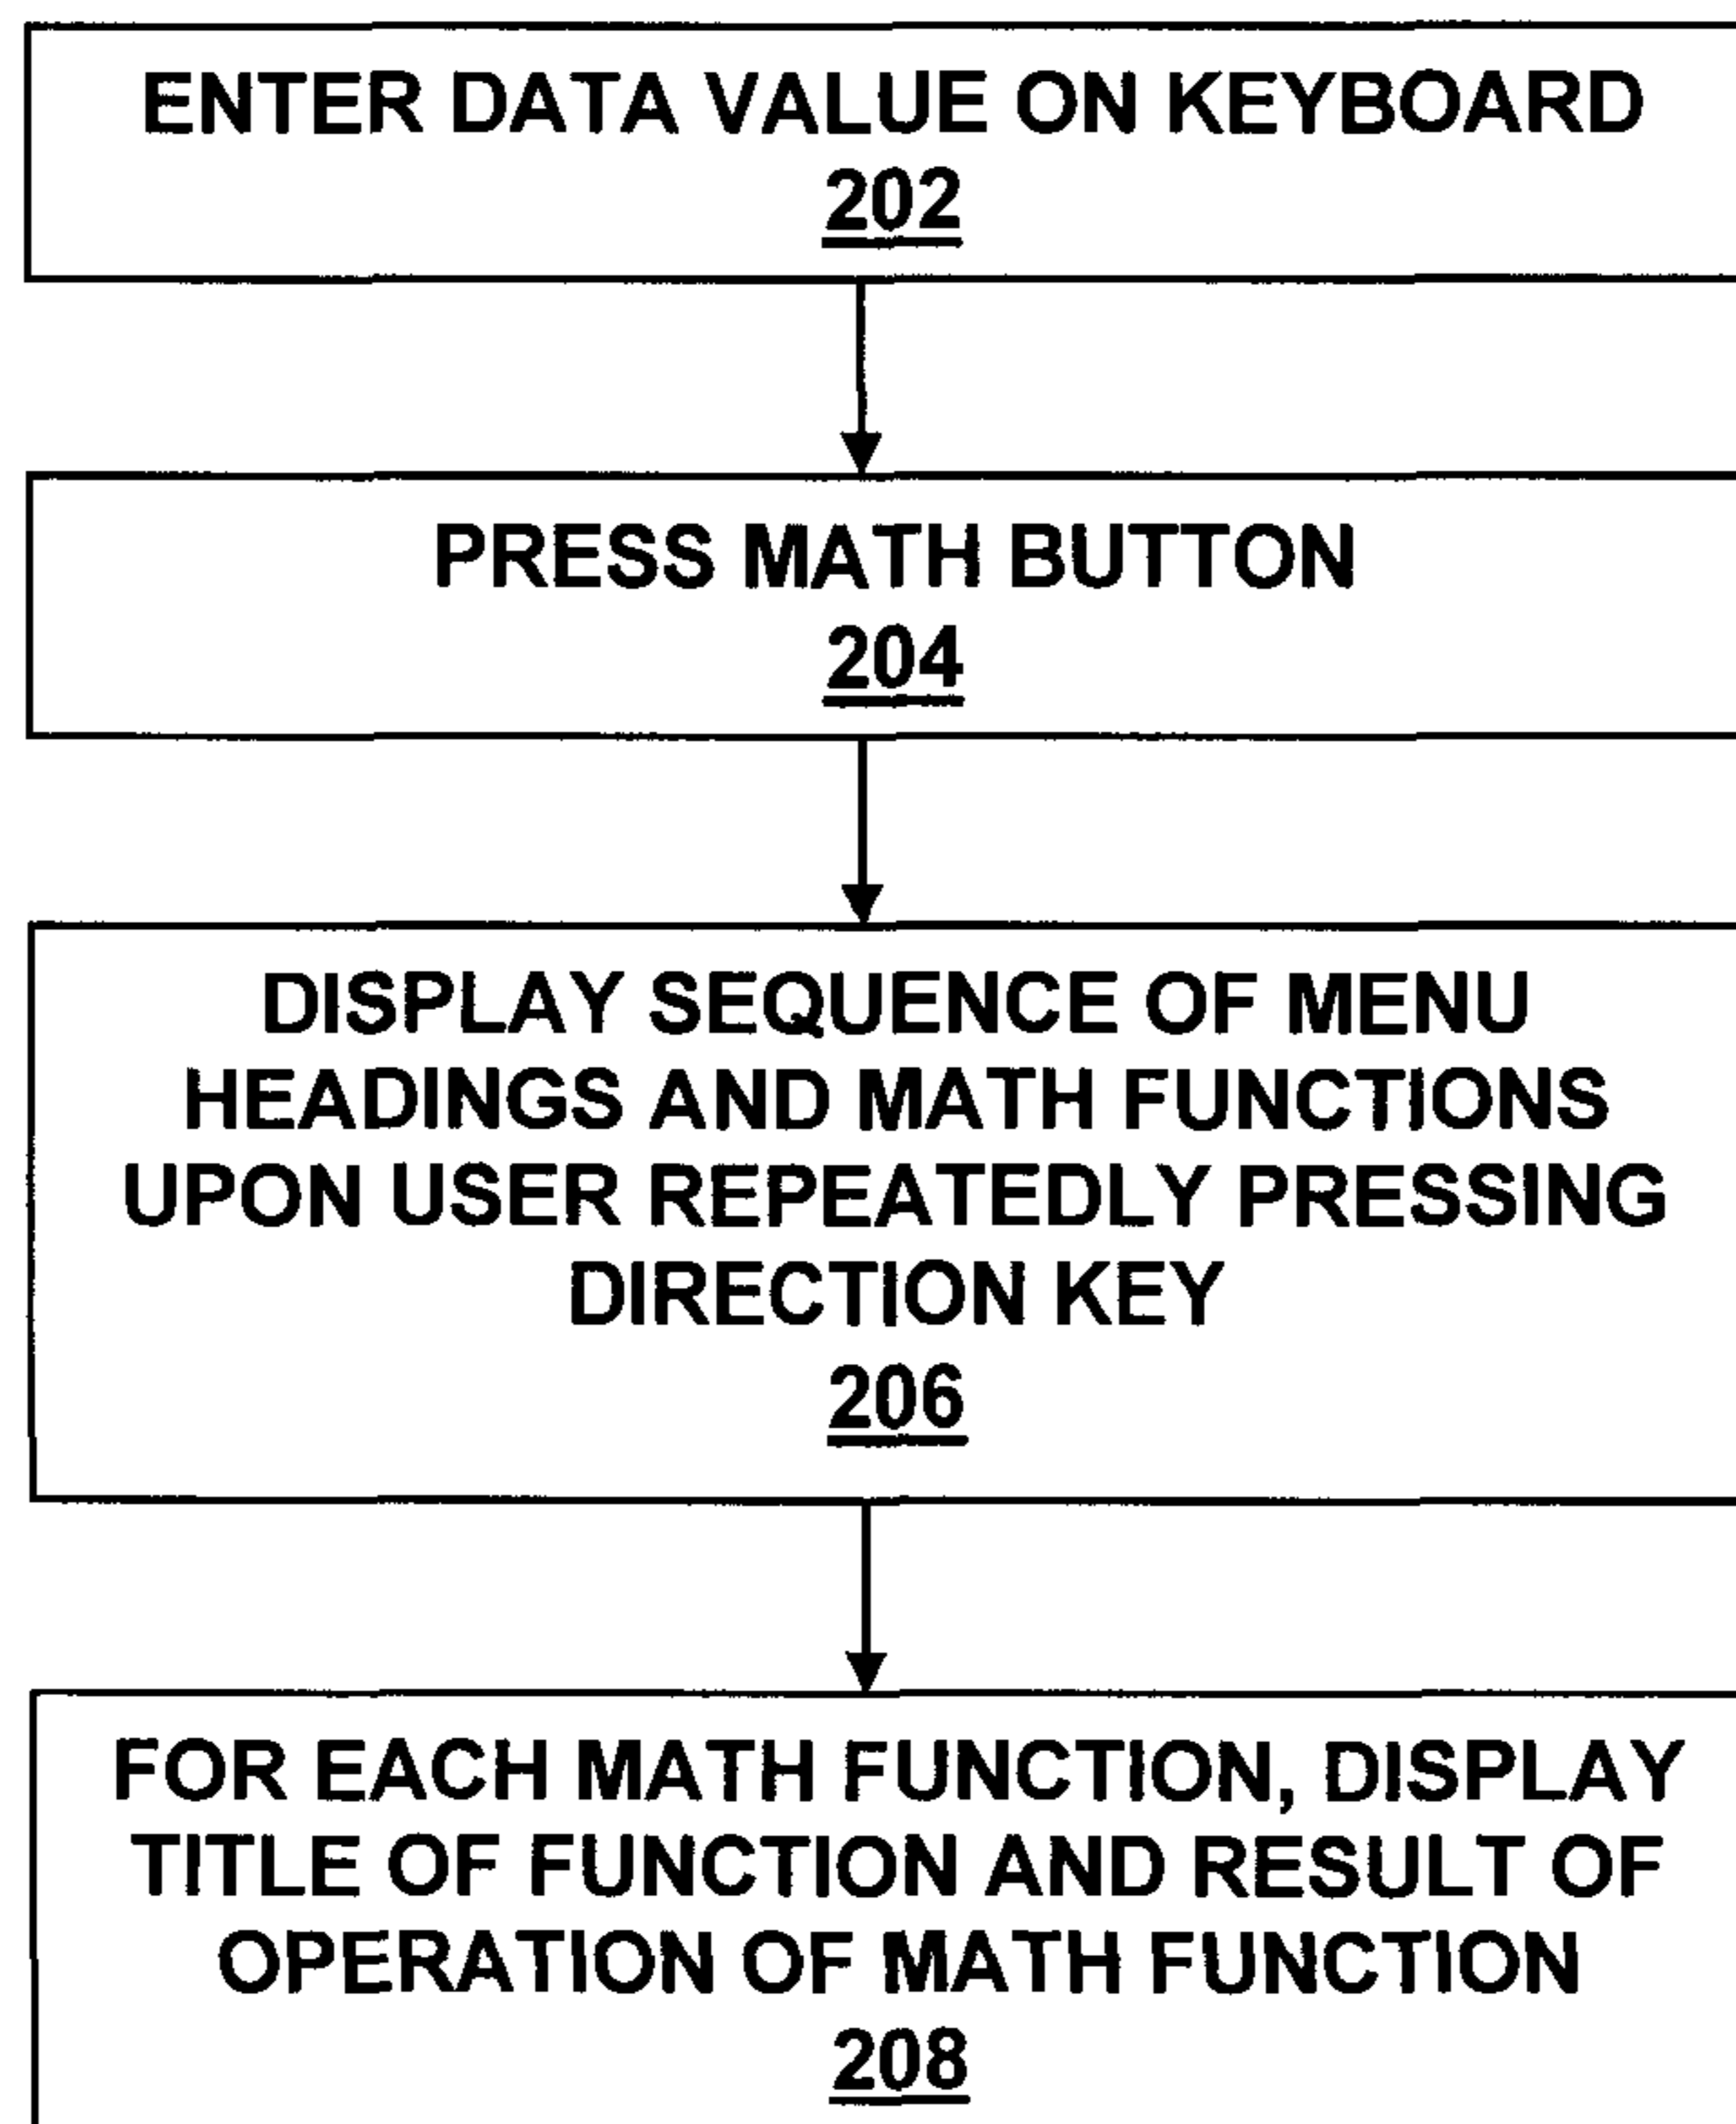 ENTER DATA VALUE ON KEYBOARD
202
PRESS MATH BUTTON
204
DISPLAY SEQUENCE OF MENU
HEADINGS AND MATH FUNCTIONS
UPON USER REPEATEDLY PRESSING
DIRECTION KEY
206
FOR EACH MATH FUNCTION, DISPLAY
TITLE OF FUNCTION AND RESULT OF
OPERATION OF MATH FUNCTION
208